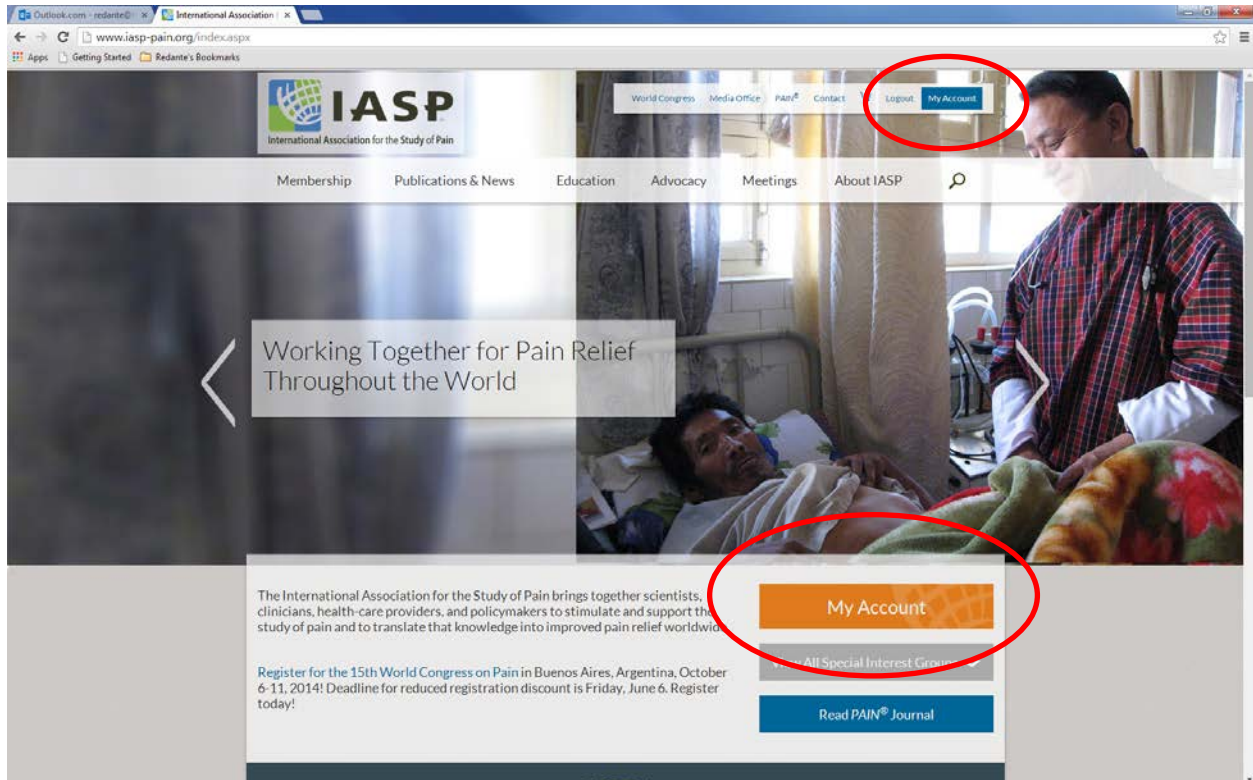 Outlook.com - redante@
International Association
www.iasp-pain.org/index.aspx
Apps Getting Started Redante's Bookmarks
IASP
International Association for the Study of Pain
World Congress Media Office PAIN® Contact Logout My Account
Membership Publications & News Education Advocacy Meetings About IASP
Working Together for Pain Relief
Throughout the World
The International Association for the Study of Pain brings together scientists,
clinicians, health-care providers, and policymakers to stimulate and support the
study of pain and to translate that knowledge into improved pain relief worldwide
Register for the 15th World Congress on Pain in Buenos Aires, Argentina, October
6-11, 2014! Deadline for reduced registration discount is Friday, June 6. Register
today!
My Account
View All Special Interest Groups
Read PAIN® Journal